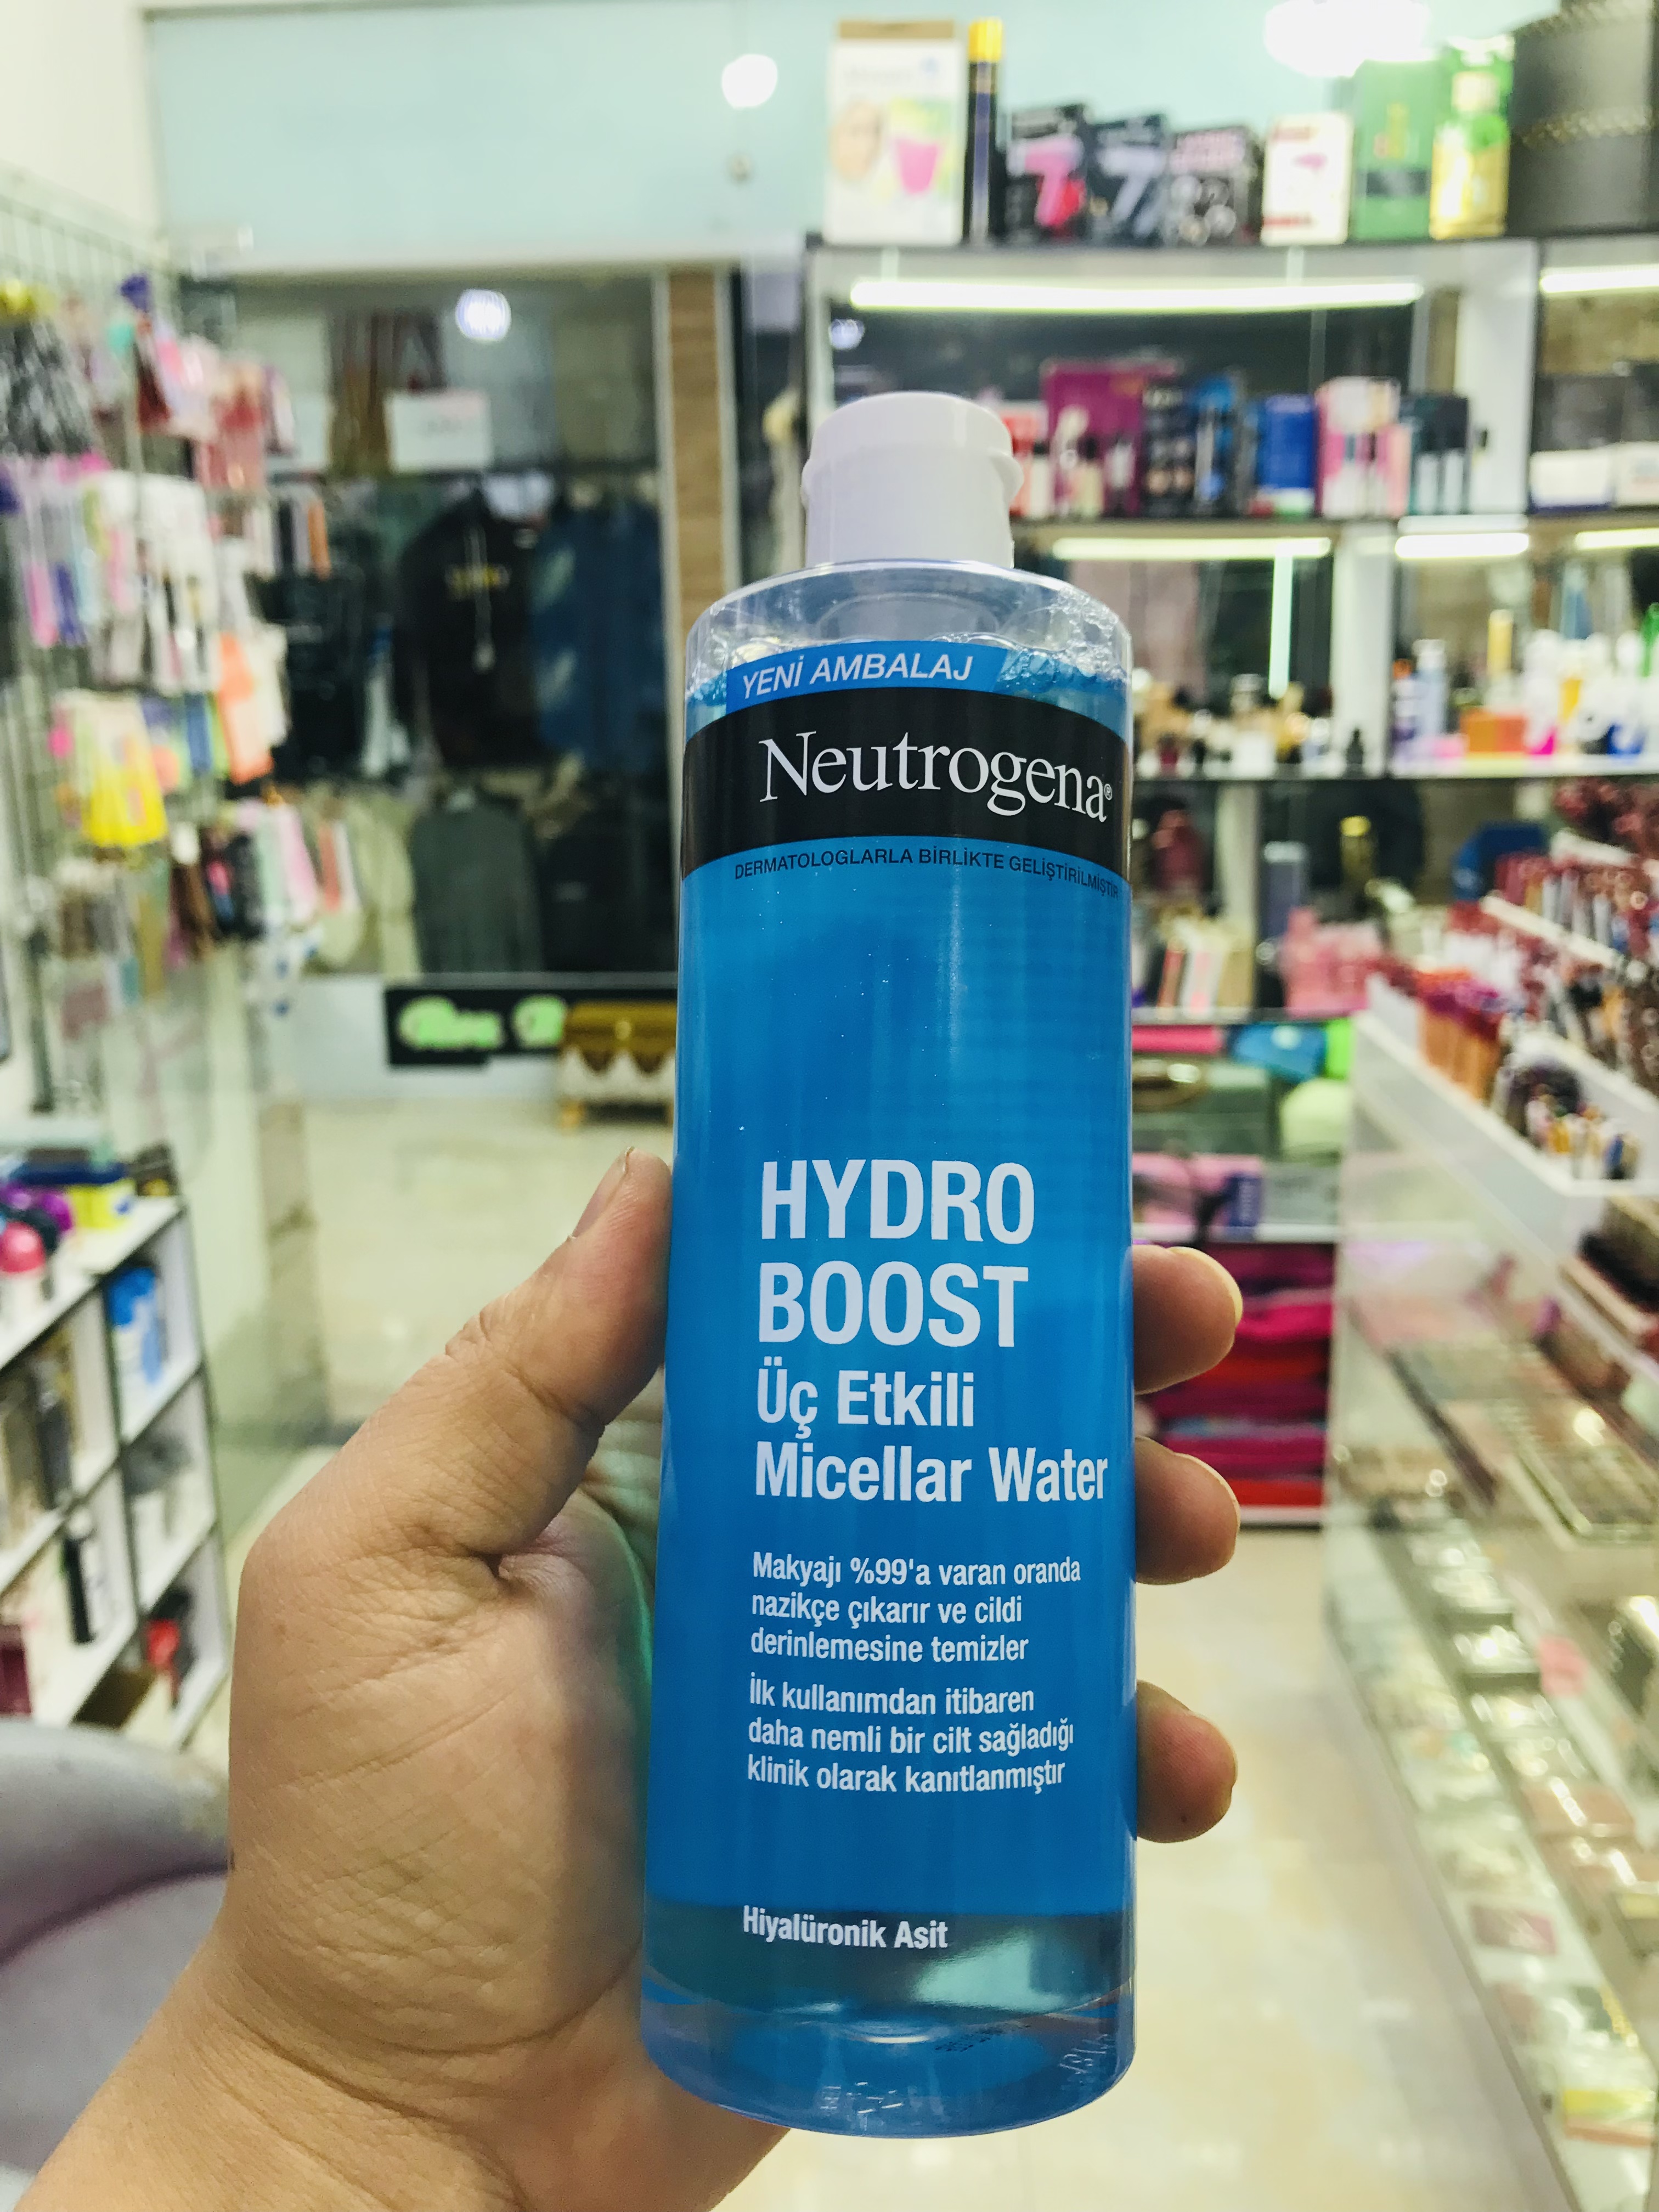 YENİ AMBALAJ
Neutrogena®
DERMATOLOGLARLA BİRLİKTE GELİŞTİRİLMİŞTİR
HYDRO
BOOST
Üç Etkili
Micellar Water
Makyajı %99'a varan oranda
nazikçe çıkarır ve cildi
derinlemesine temizler
İlk kullanımdan itibaren
daha nemli bir cilt sağladığı
klinik olarak kanıtlanmıştır
Hiyalüronik Asit